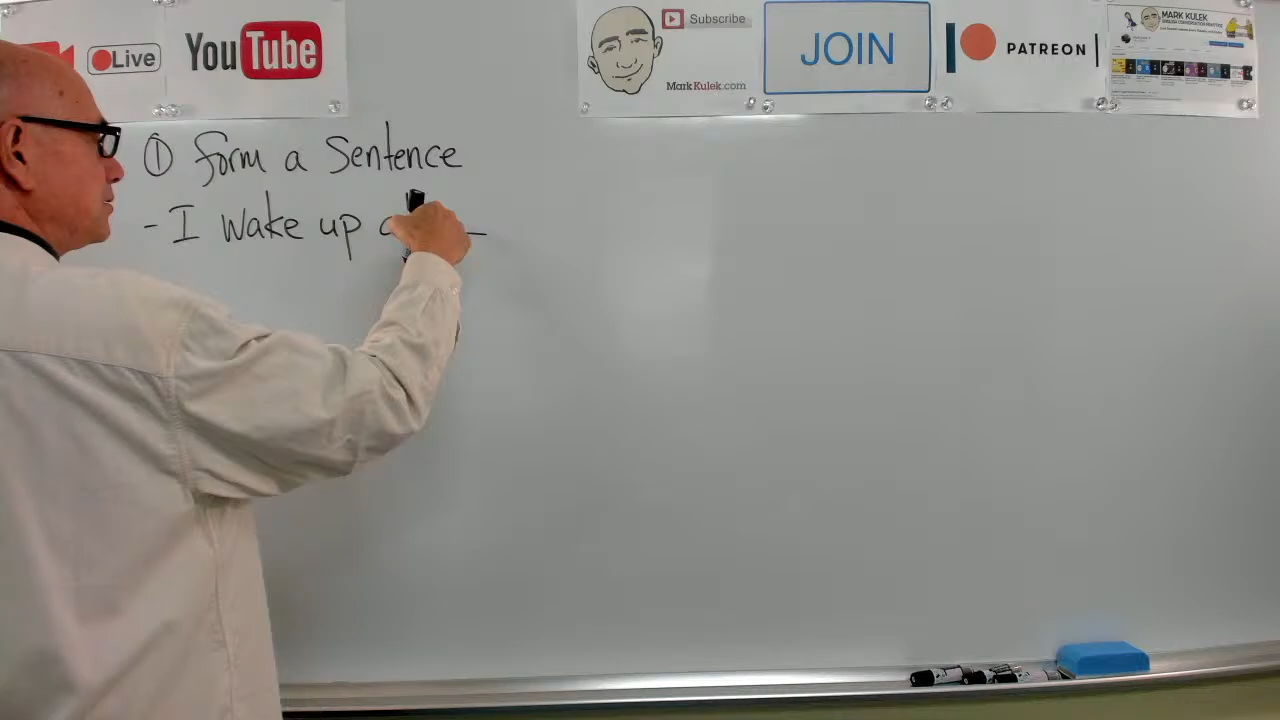 Live
YouTube
Subscribe
MarkKulek.com
JOIN
PATREON
MARK KULEK
① form a Sentence
- I wake up